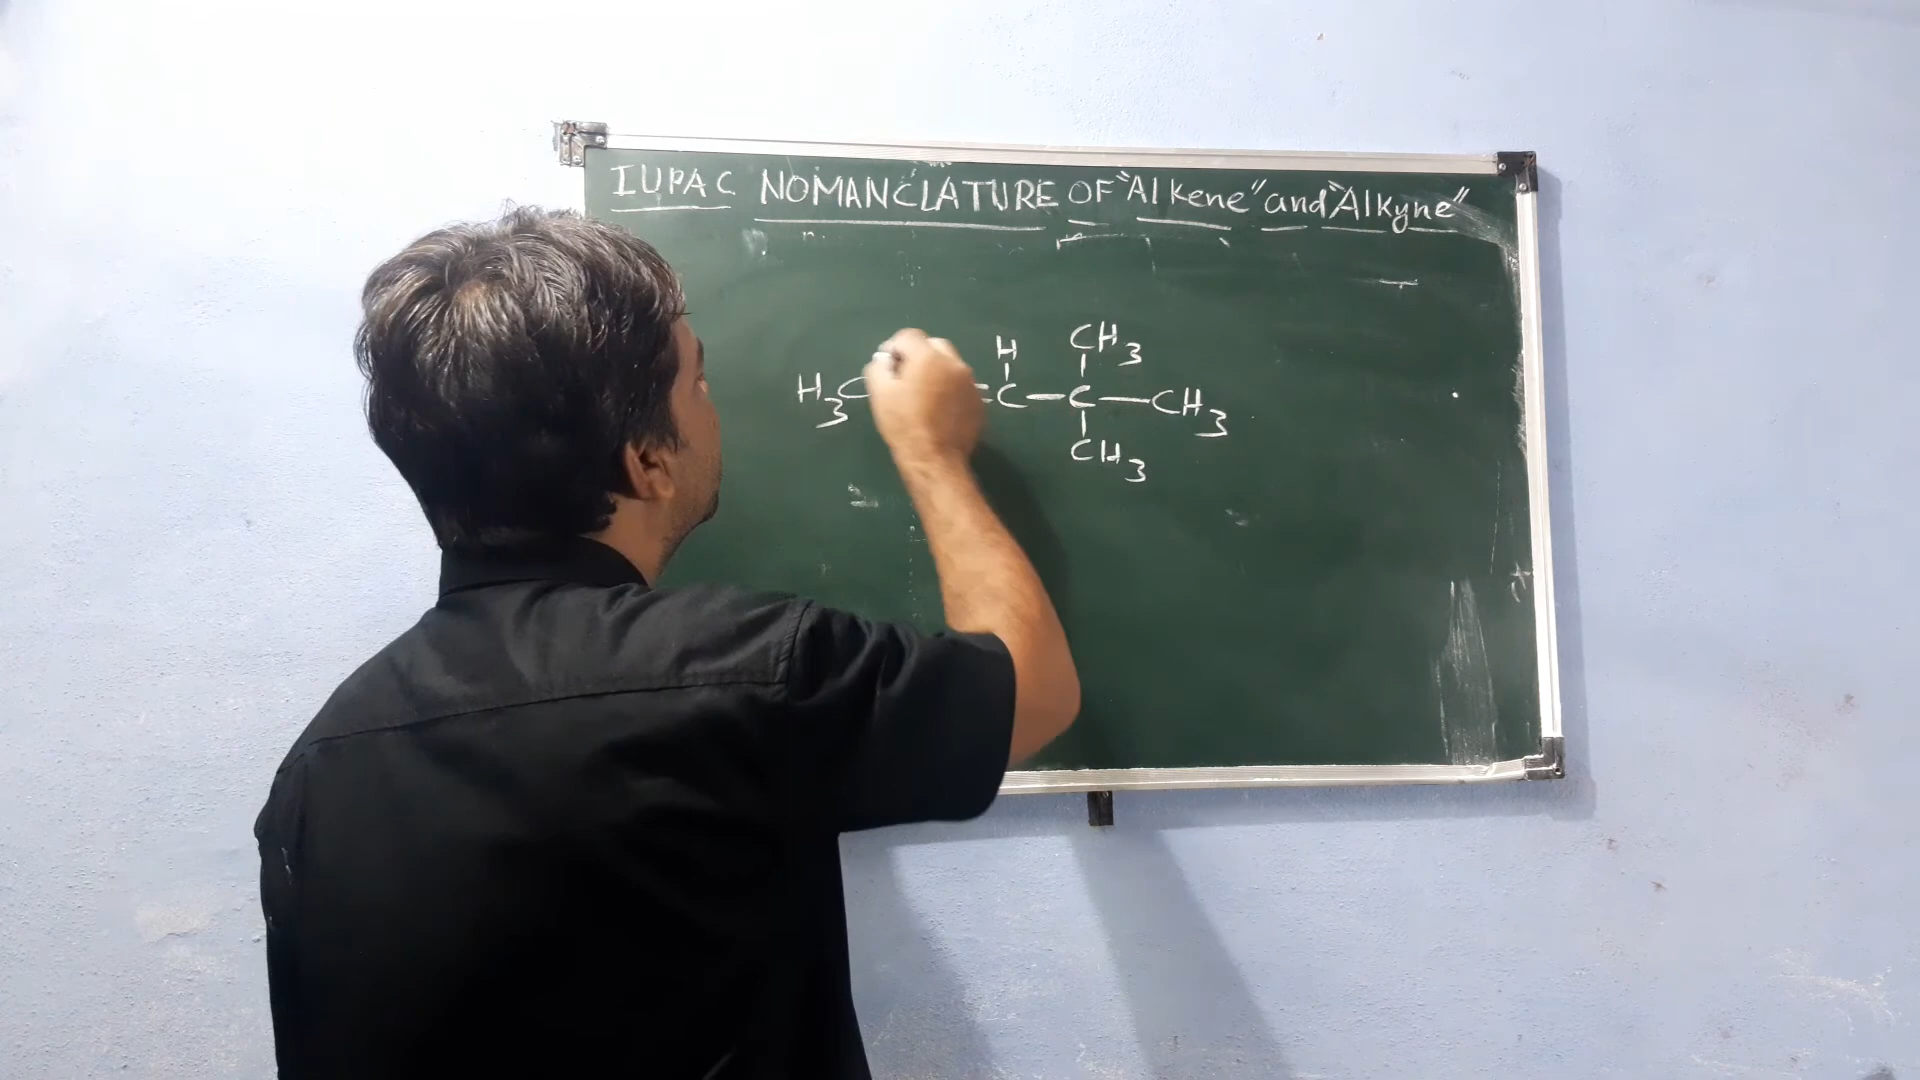 IUPAC NOMANCLATURE OF "Alkene" and "Alkyne"
H CH3
H3C =C—C—CH3
CH3